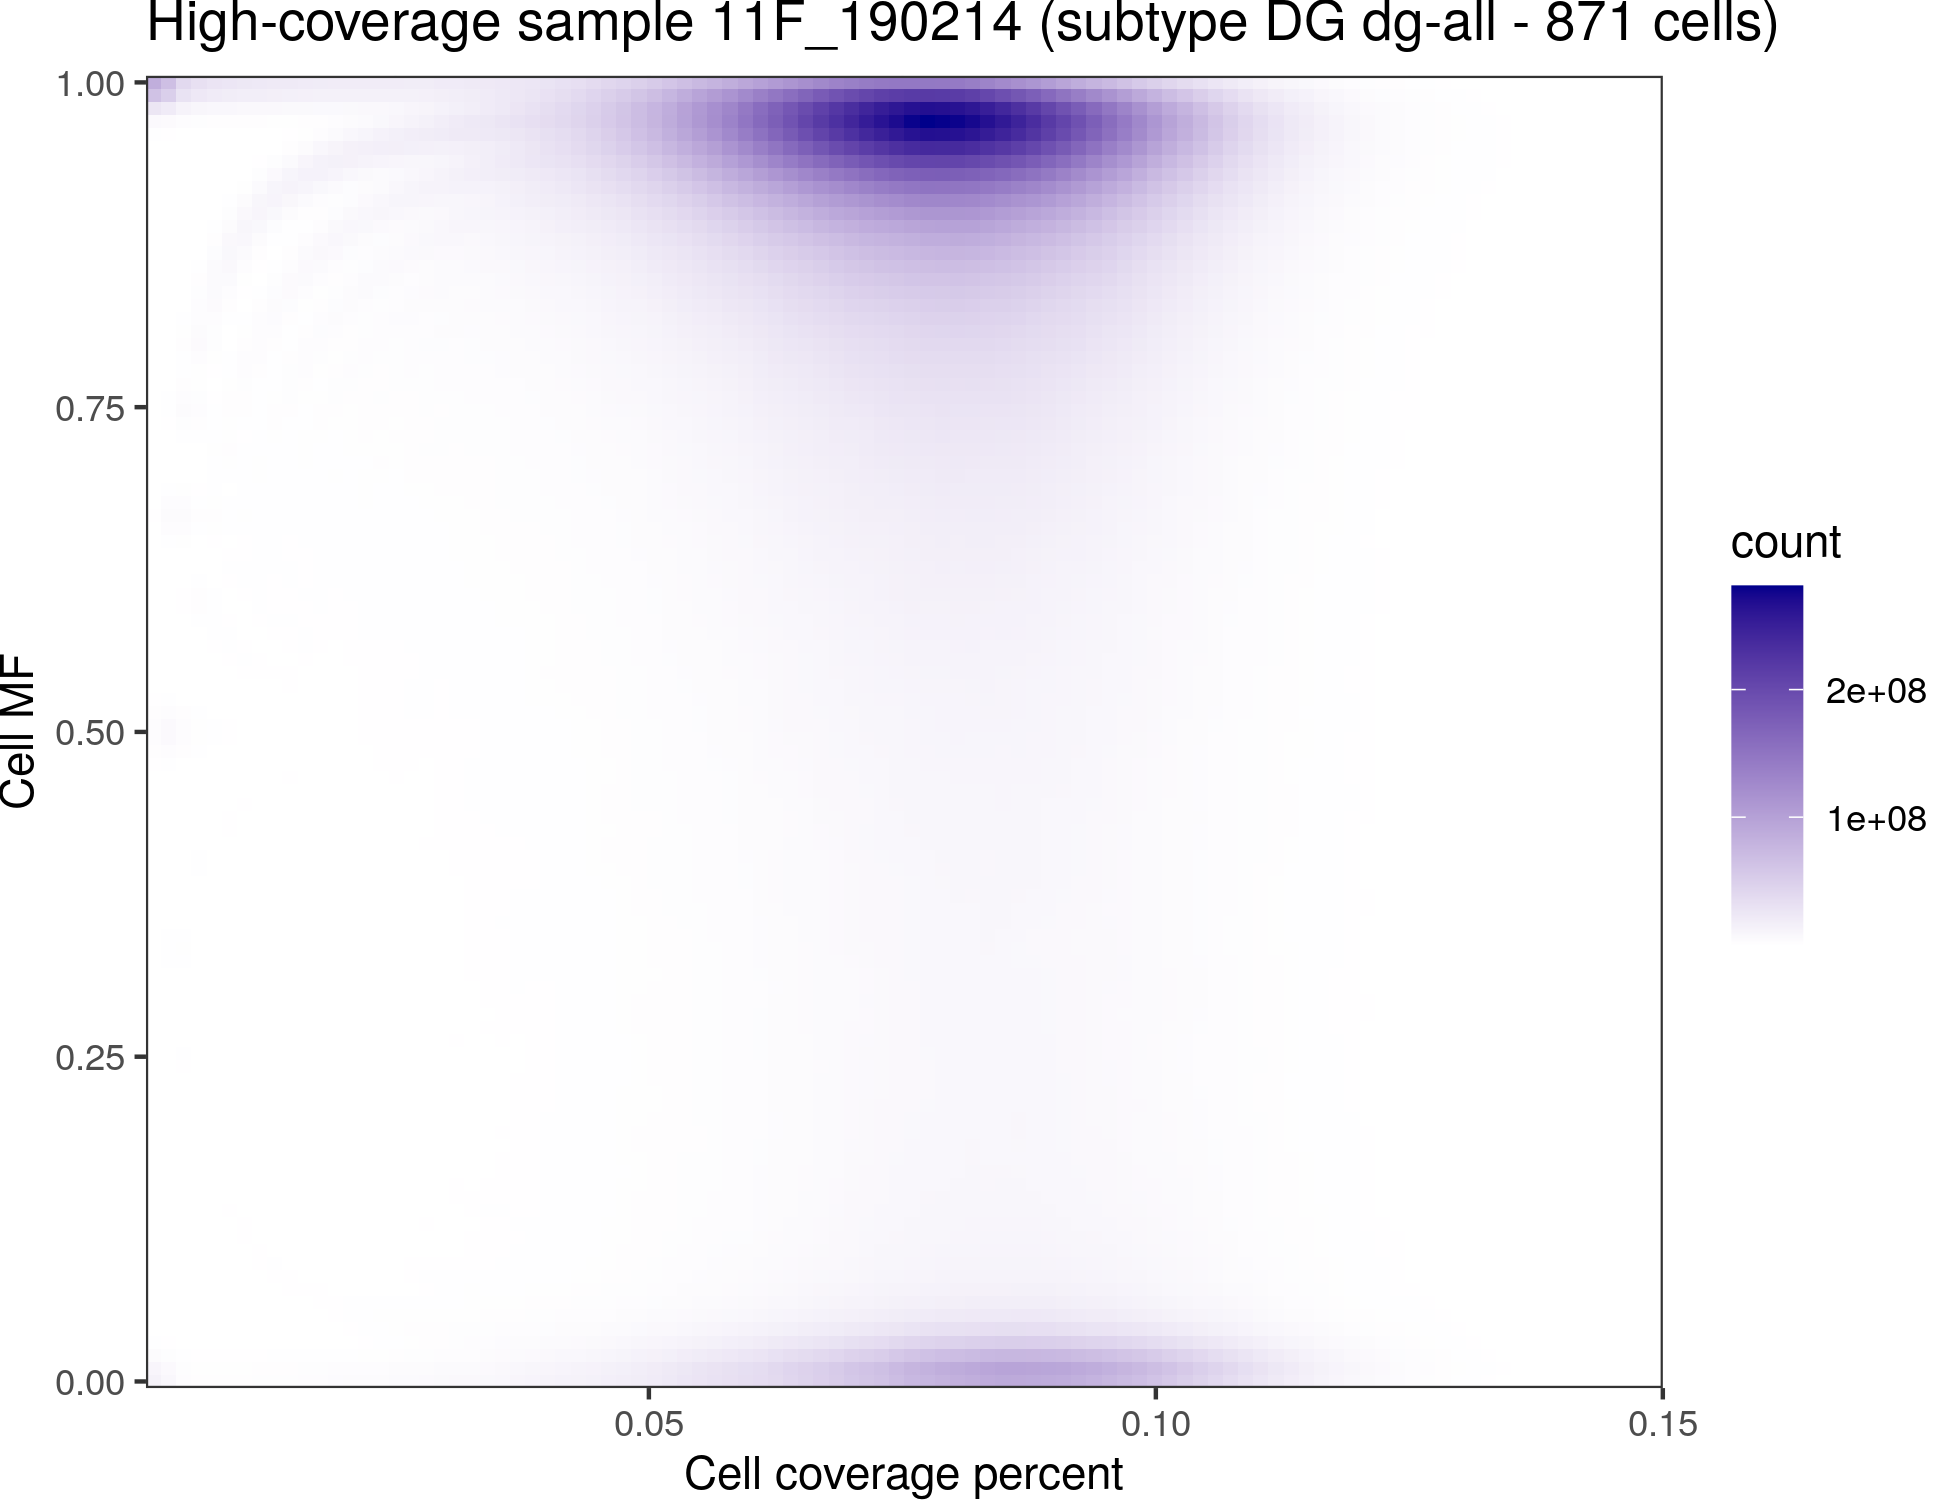 High-coverage sample 11F_190214 (subtype DG dg-all - 871 cells)
1.00
0.75
0.50
0.25
0.00
Cell MF
0.05
0.10
0.15
Cell coverage percent
count
2e+08
1e+08